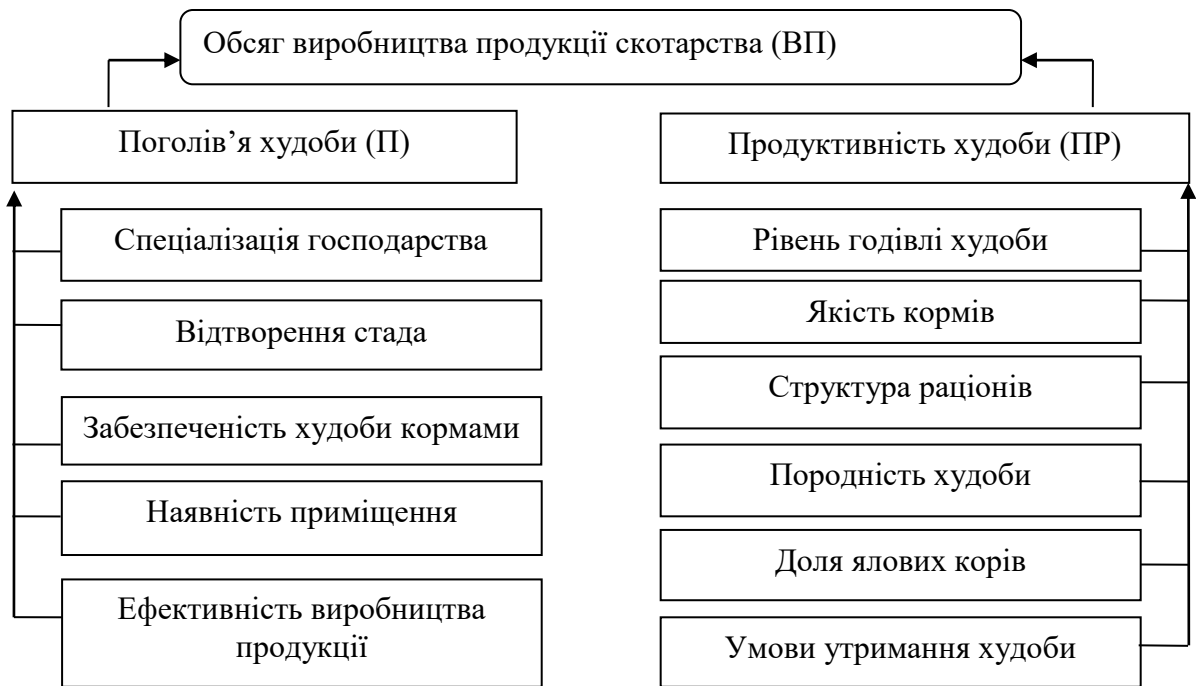 Обсяг виробництва продукції скотарства (ВП)
Поголів’я худоби (П)
Спеціалізація господарства
Відтворення стада
Забезпеченість худоби кормами
Наявність приміщення
Ефективність виробництва
продукції
Продуктивність худоби (ПР)
Рівень годівлі худоби
Якість кормів
Структура раціонів
Породність худоби
Доля ялових корів
Умови утримання худоби